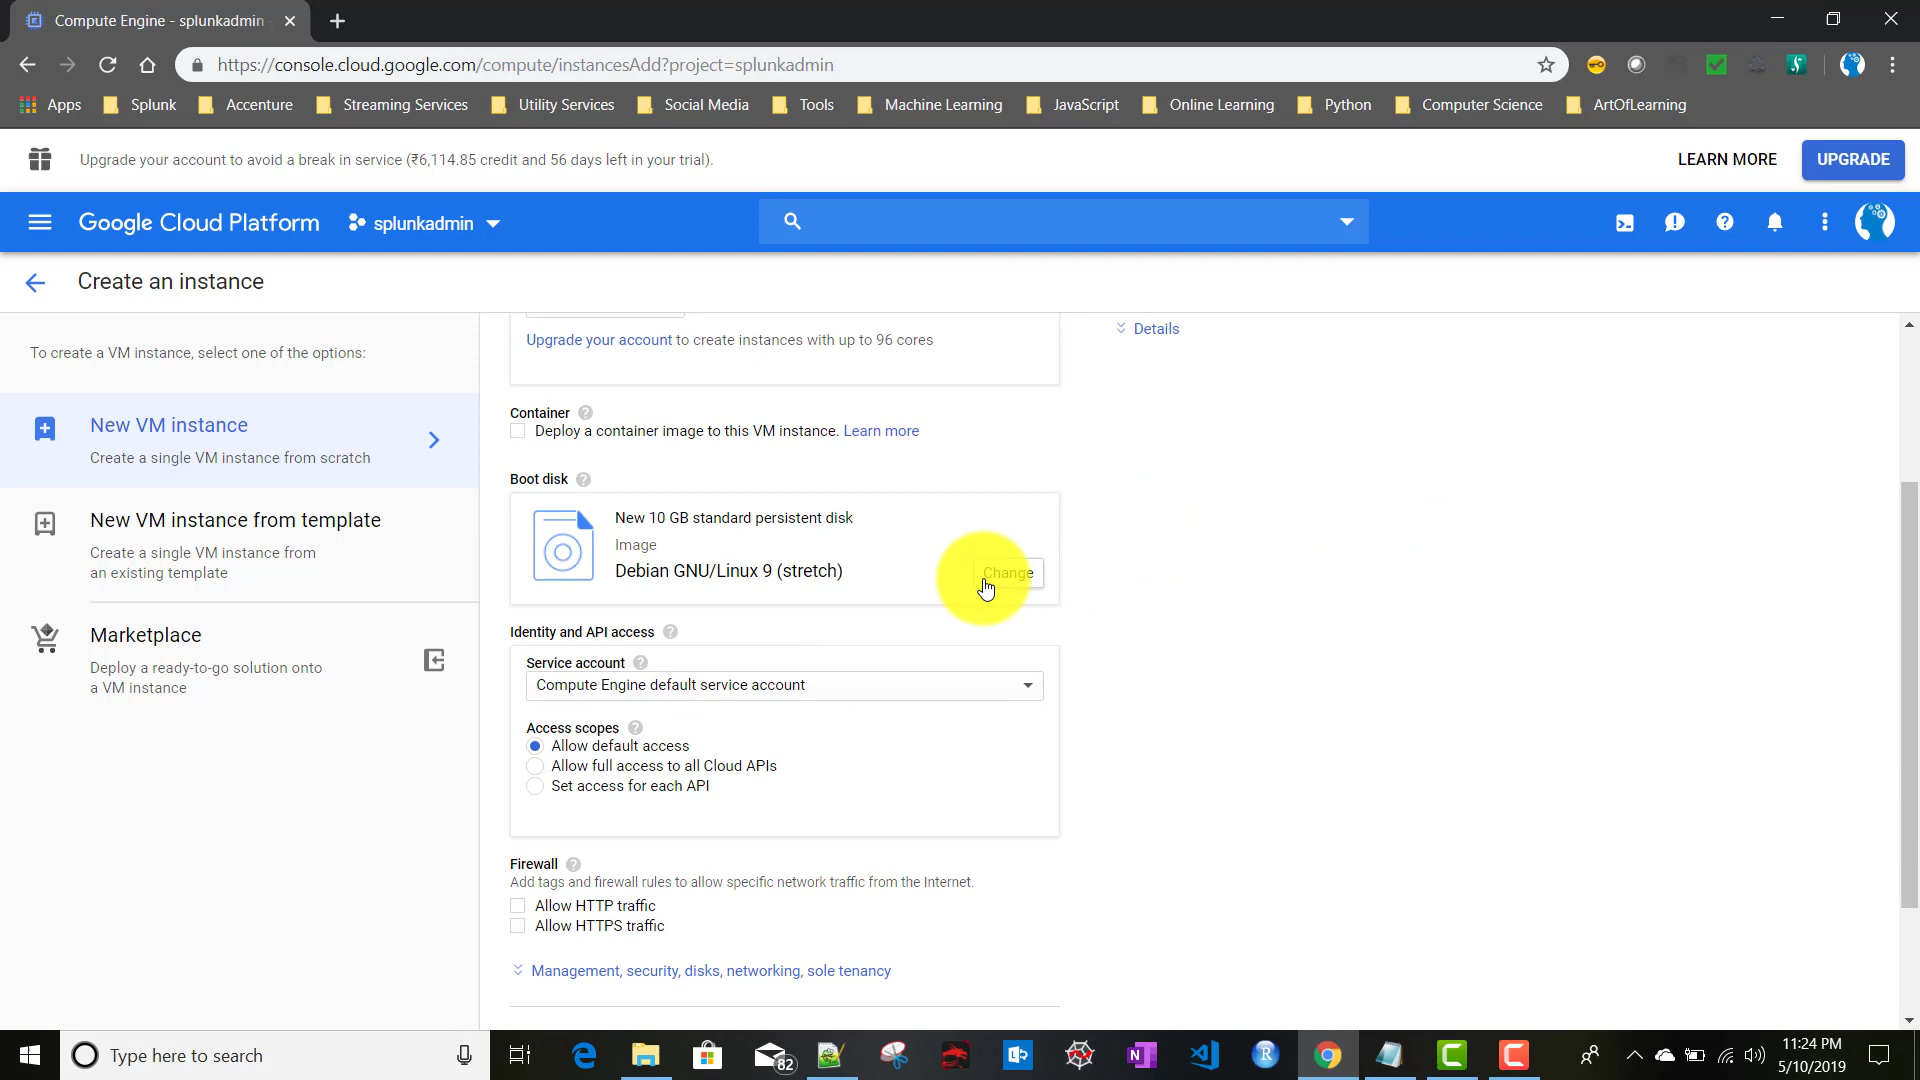 Compute Engine - splunkadmin
https://console.cloud.google.com/compute/instancesAdd?project=splunkadmin
Apps Splunk Accenture Streaming Services Utility Services Social Media Tools Machine Learning JavaScript Online Learning Python Computer Science ArtOfLearning
Upgrade your account to avoid a break in service (₹6,114.85 credit and 56 days left in your trial).
LEARN MORE UPGRADE
Google Cloud Platform splunkadmin
Create an instance
To create a VM instance, select one of the options:
New VM instance
Create a single VM instance from scratch
New VM instance from template
Create a single VM instance from
an existing template
Marketplace
Deploy a ready-to-go solution onto
a VM instance
Upgrade your account to create instances with up to 96 cores
Details
Container
Deploy a container image to this VM instance. Learn more
Boot disk
New 10 GB standard persistent disk
Image
Debian GNU/Linux 9 (stretch)
Change
Identity and API access
Service account
Compute Engine default service account
Access scopes
Allow default access
Allow full access to all Cloud APIs
Set access for each API
Firewall
Add tags and firewall rules to allow specific network traffic from the Internet.
Allow HTTP traffic
Allow HTTPS traffic
Management, security, disks, networking, sole tenancy
Type here to search
82
11:24 PM
5/10/2019